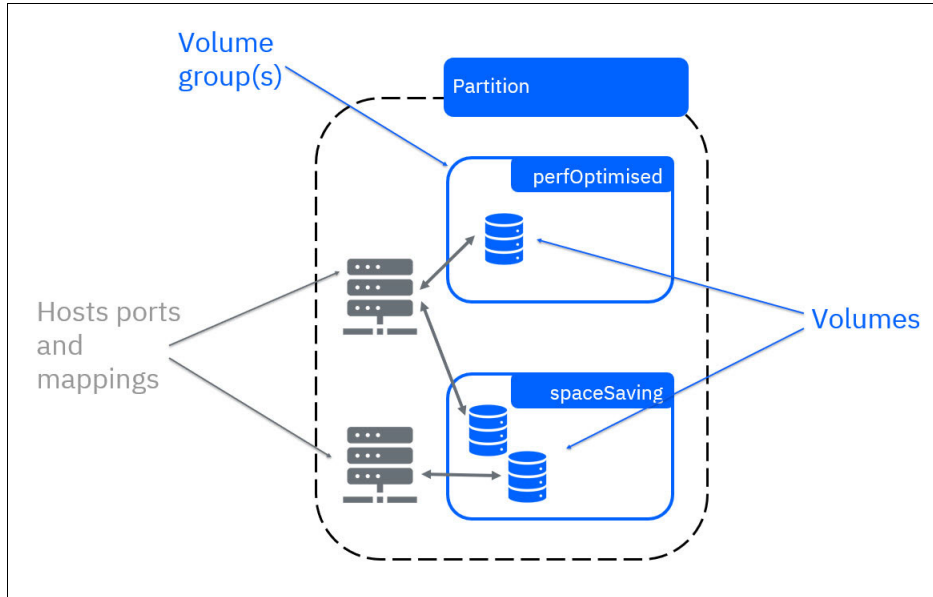 Volume
group(s)
Partition
perfOptimised
Hosts ports
and
mappings
Volumes
spaceSaving